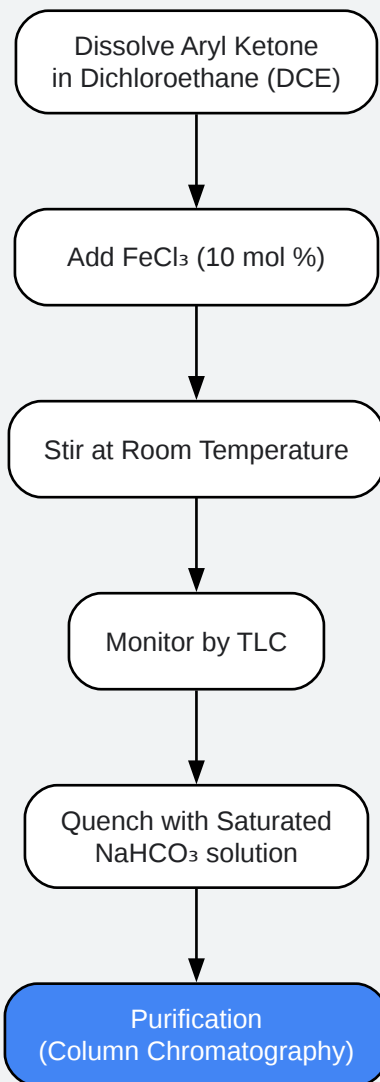 Dissolve Aryl Ketone
in Dichloroethane (DCE)
Add FeCl₃ (10 mol %)
Stir at Room Temperature
Monitor by TLC
Quench with Saturated
NaHCO₃ solution
Purification
(Column Chromatography)